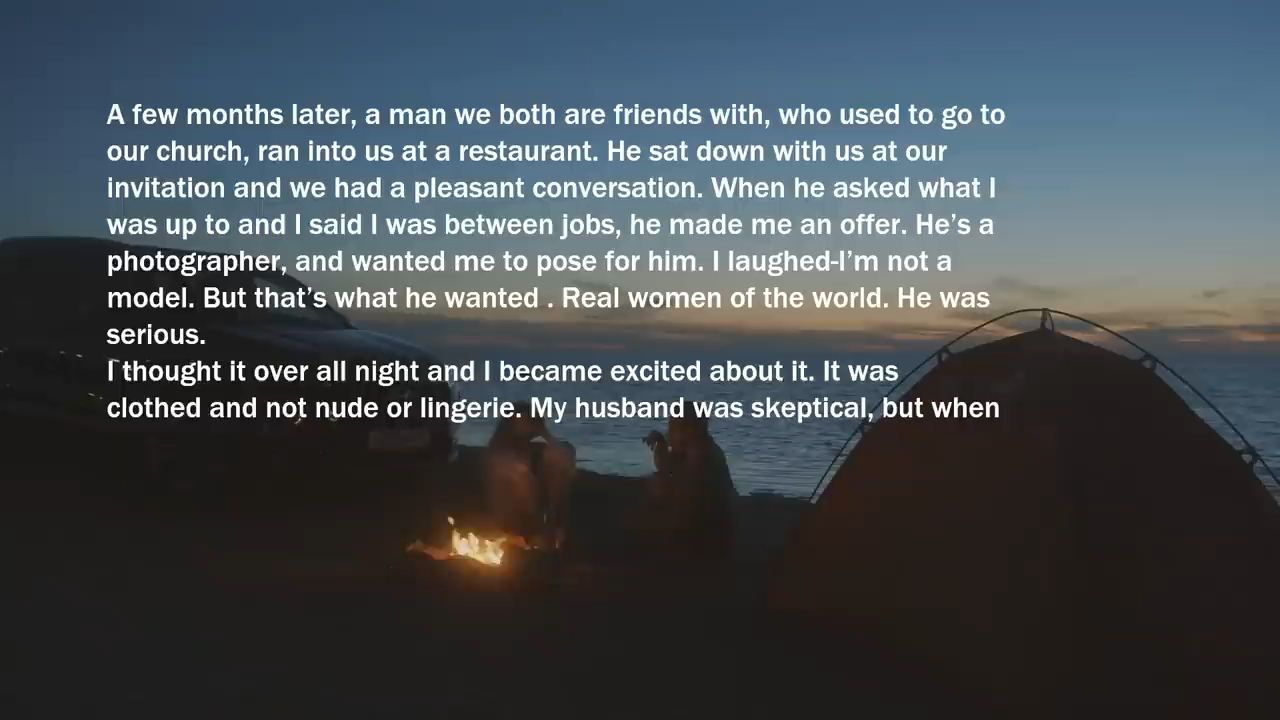 A few months later, a man we both are friends with, who used to go to
our church, ran into us at a restaurant. He sat down with us at our
invitation and we had a pleasant conversation. When he asked what I
was up to and I said I was between jobs, he made me an offer. He’s a
photographer, and wanted me to pose for him. I laughed-I’m not a
model. But that’s what he wanted . Real women of the world. He was
serious.
I thought it over all night and I became excited about it. It was
clothed and not nude or lingerie. My husband was skeptical, but when